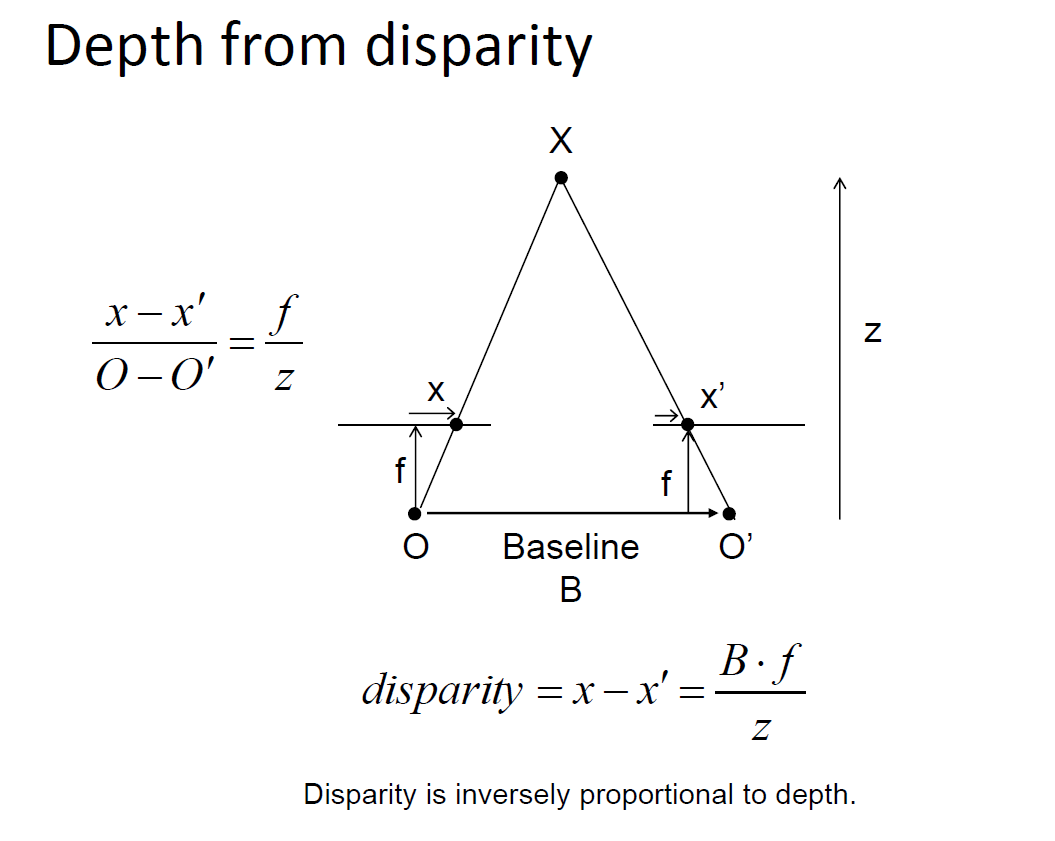 Depth from disparity
X
x − x′ / O − O′ = f / z
z
x
x’
f
f
O
Baseline
O’
B
disparity = x − x′ = B · f / z
Disparity is inversely proportional to depth.